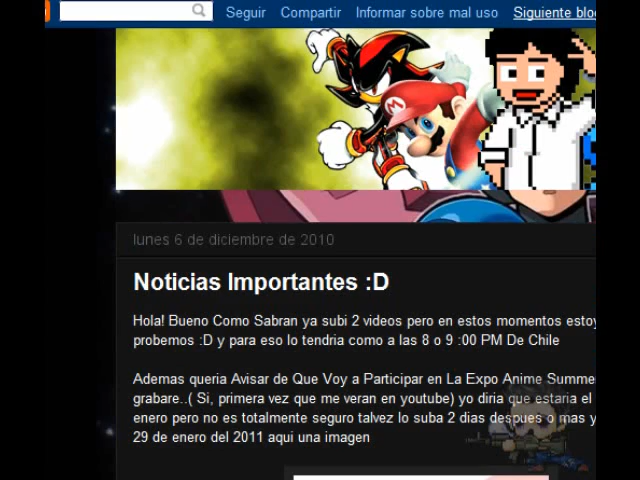 Seguir Compartir Informar sobre mal uso Siguiente blo
M
lunes 6 de diciembre de 2010
Noticias Importantes :D
Hola! Bueno Como Sabran ya subi 2 videos pero en estos momentos estoy
probemos :D y para eso lo tendria como a las 8 o 9 :00 PM De Chile
Ademas queria Avisar de Que Voy a Participar en La Expo Anime Summe
grabare..( Si, primera vez que me veran en youtube) yo diria que estaria el
enero pero no es totalmente seguro talvez lo suba 2 dias despues o mas y
29 de enero del 2011 aqui una imagen